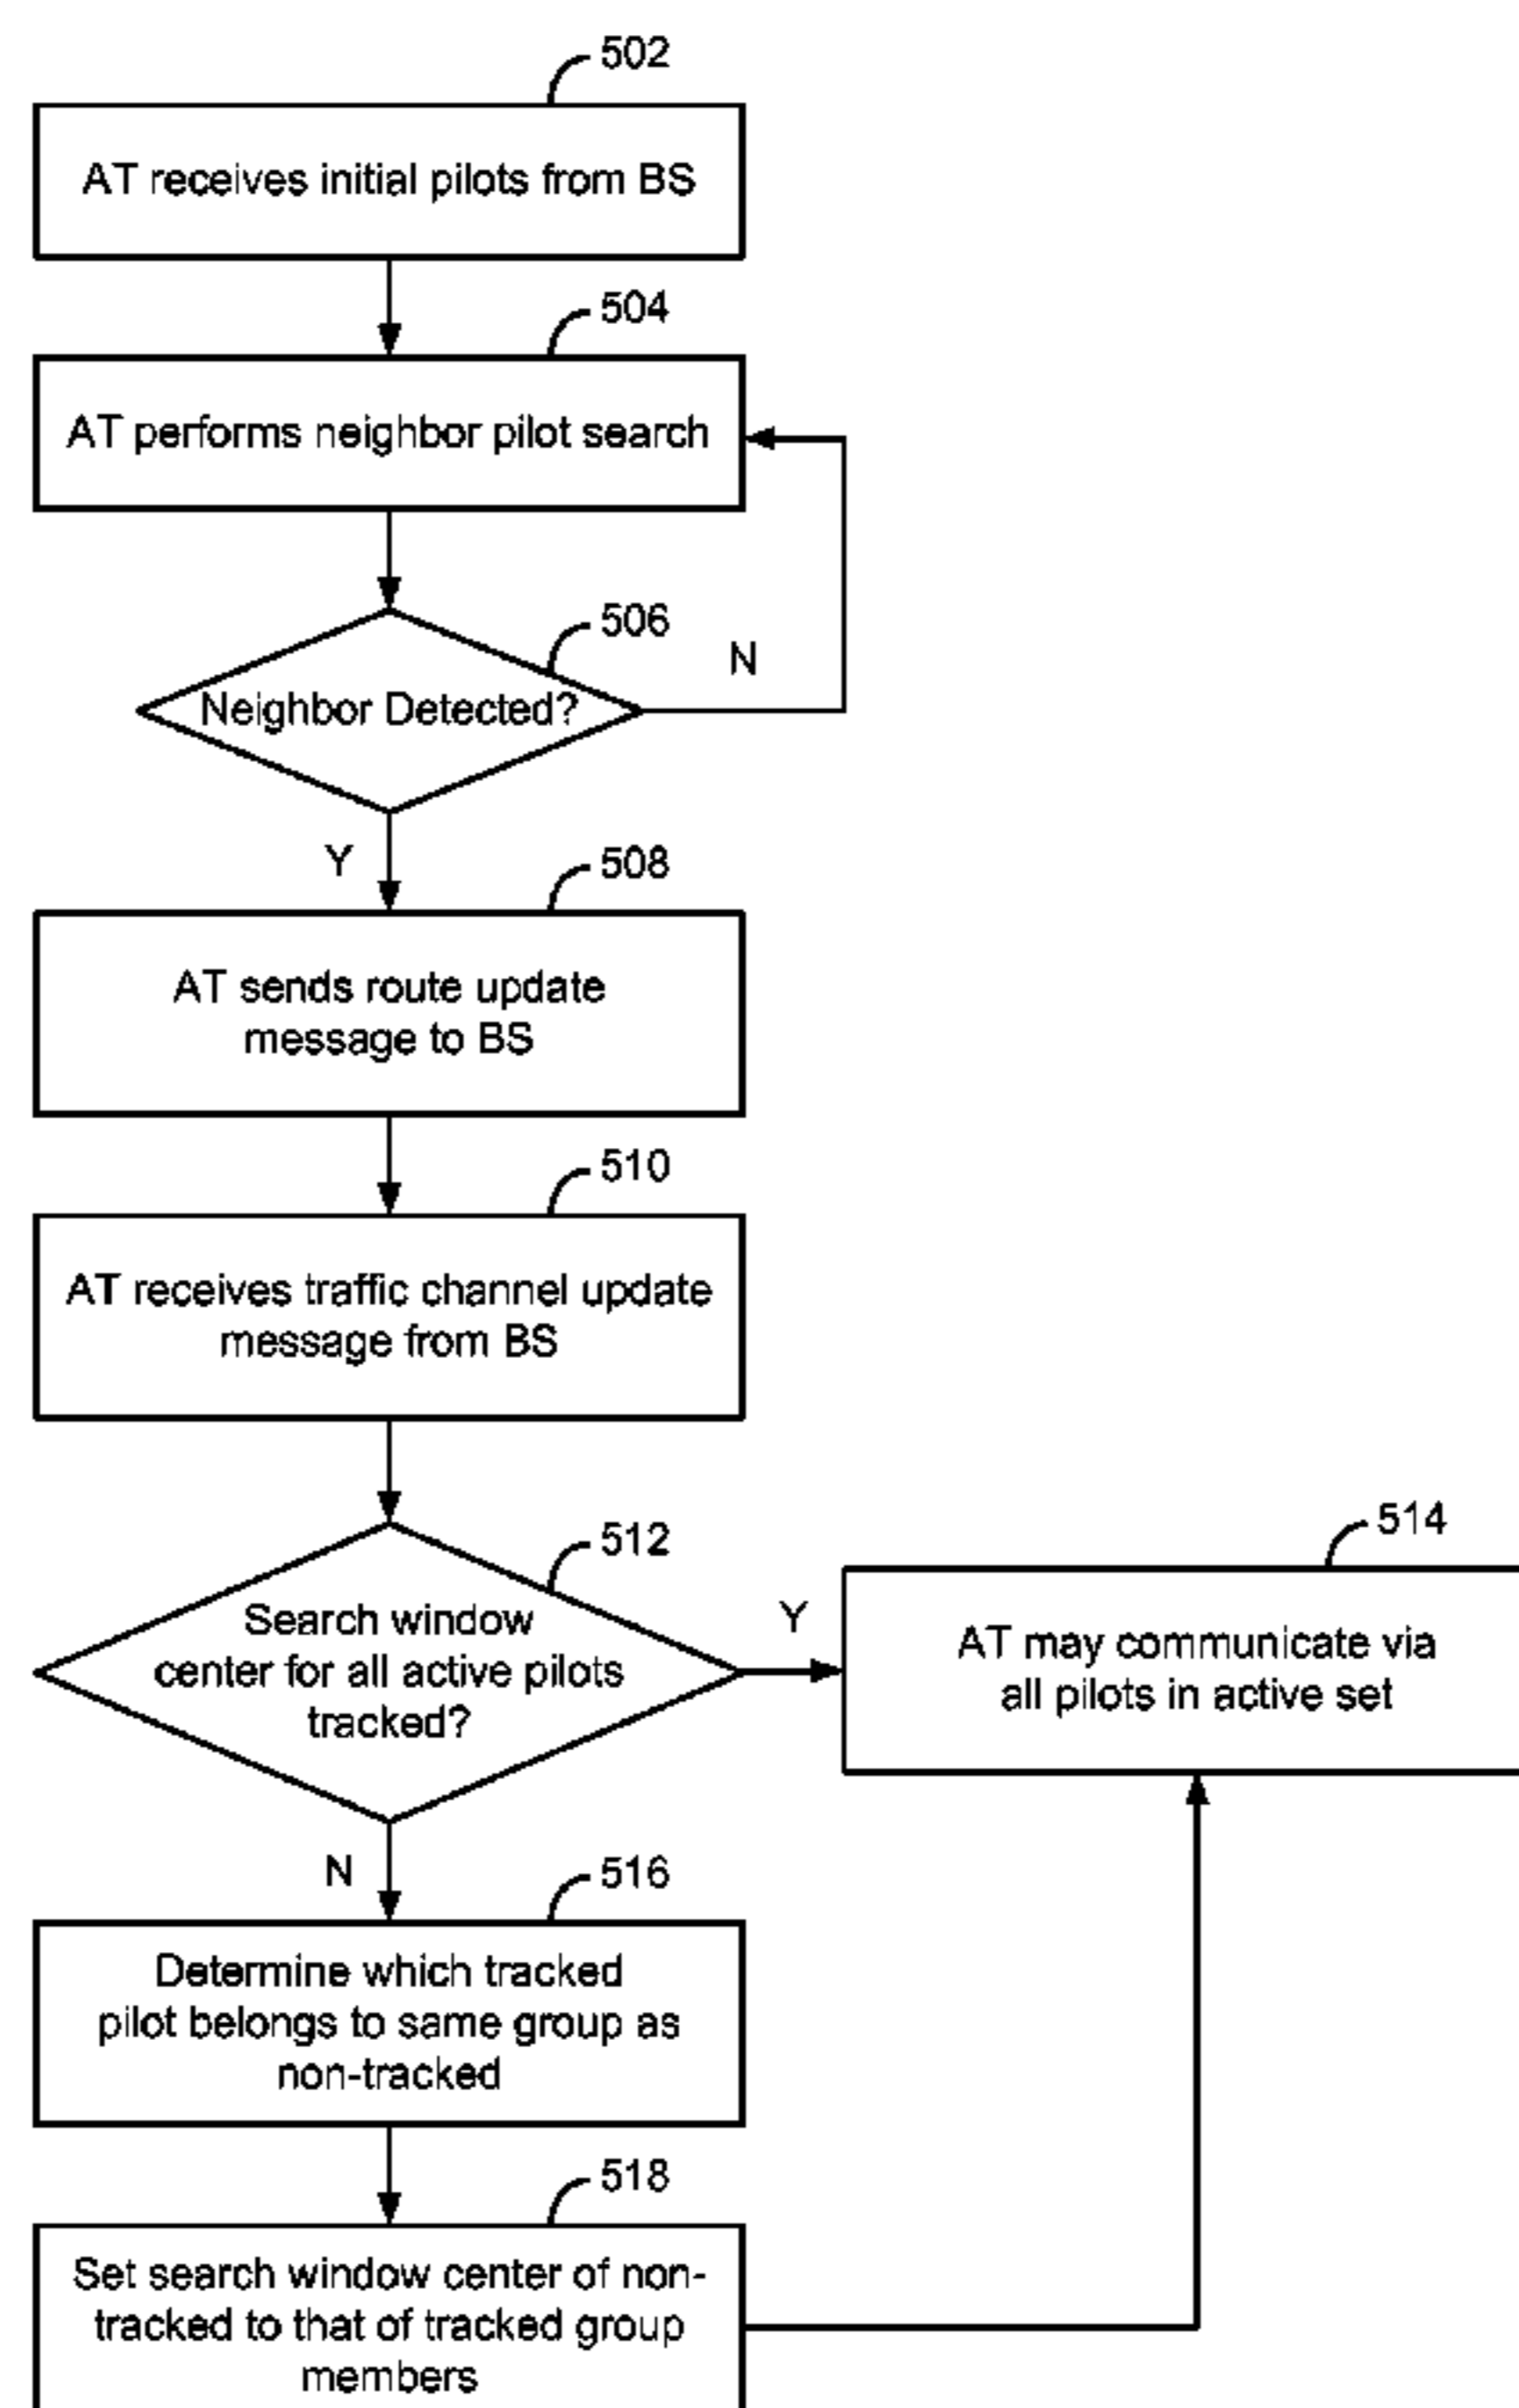 502
AT receives initial pilots from BS
504
AT performs neighbor pilot search
506
N
Neighbor Detected?
Y
508
AT sends route update
message to BS
510
AT receives traffic channel update
message from BS
512
Search window
center for all active pilots
tracked?
Y
514
AT may communicate via
all pilots in active set
N
516
Determine which tracked
pilot belongs to same group as
non-tracked
518
Set search window center of non-
tracked to that of tracked group
members